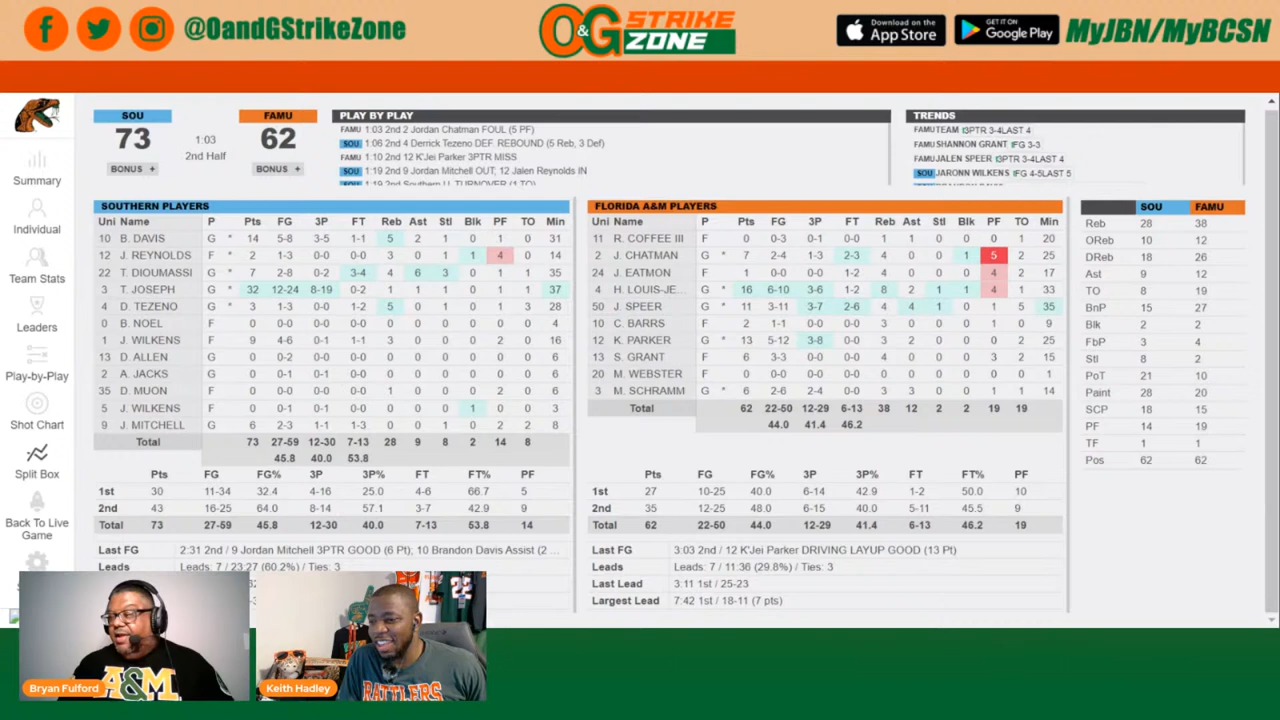 @OandGStrikeZone
O&G STRIKE ZONE
Download on the App Store
GET IT ON Google Play
MyJBN/MyBCSN
SOU
73
BONUS +
1:03
2nd Half
FAMU
62
BONUS +
PLAY BY PLAY
FAMU 1:03 2nd 2 Jordan Chatman FOUL (5 PF)
SOU 1:06 2nd 4 Derrick Tezeno DEF. REBOUND (5 Reb, 3 Def)
FAMU 1:10 2nd 12 K'Jei Parker 3PTR MISS
SOU 1:19 2nd 9 Jordan Mitchell OUT; 12 Jalen Reynolds IN
SOU 1:19 2nd Southern U. TURNOVER (1 TO)
TRENDS
FAMU TEAM 3PTR 3-4 LAST 4
FAMU SHANNON GRANT FG 3-3
FAMU JALEN SPEER 3PTR 3-4 LAST 4
SOU JARONN WILKENS FG 4-5 LAST 5
Summary
Individual
Team Stats
Leaders
Play-by-Play
Shot Chart
Split Box
Back To Live Game
SOUTHERN PLAYERS
Uni Name P Pts FG 3P FT Reb Ast Stl Blk PF TO Min
10 B. DAVIS G * 14 5-8 3-5 1-1 5 2 1 0 1 0 31
12 J. REYNOLDS F * 2 1-3 0-0 0-0 3 0 1 1 4 0 14
22 T. DIOUMASSI G * 7 2-8 0-2 3-4 4 6 3 0 1 1 35
3 T. JOSEPH G * 32 12-24 8-19 0-2 1 1 1 0 0 1 37
4 D. TEZENO G * 3 1-3 0-0 1-2 5 0 1 0 1 3 28
0 B. NOEL F 0 0-0 0-0 0-0 0 0 0 0 0 0 4
1 J. WILKENS F 9 4-6 0-1 1-1 3 0 0 0 2 0 16
13 D. ALLEN G 0 0-2 0-0 0-0 0 0 0 0 0 0 6
2 A. JACKS G 0 0-1 0-1 0-0 0 0 0 0 0 0 4
35 D. MUON F 0 0-0 0-0 0-0 1 0 0 0 2 0 6
5 J. WILKENS F 0 0-1 0-1 0-0 0 0 0 1 0 0 3
9 J. MITCHELL G 6 2-3 1-1 1-3 1 0 1 0 2 2 8
Total 73 27-59 12-30 7-13 28 9 8 2 14 8
45.8 40.0 53.8
Pts FG FG% 3P 3P% FT FT% PF
1st 30 11-34 32.4 4-16 25.0 4-6 66.7 5
2nd 43 16-25 64.0 8-14 57.1 3-7 42.9 9
Total 73 27-59 45.8 12-30 40.0 7-13 53.8 14
Last FG 2:31 2nd / 9 Jordan Mitchell 3PTR GOOD (6 Pt); 10 Brandon Davis Assist (2 ...
Leads Leads: 7 / 23:27 (60.2%) / Ties: 3
FLORIDA A&M PLAYERS
Uni Name P Pts FG 3P FT Reb Ast Stl Blk PF TO Min
11 R. COFFEE III F 0 0-3 0-1 0-0 1 1 0 0 0 1 20
2 J. CHATMAN F * 7 2-4 1-3 2-3 2 2 0 1 5 2 25
24 J. EATMON F 1 0-0 0-0 1-2 4 0 0 0 4 2 17
4 H. LOUIS-JE... G * 16 6-10 3-6 1-2 8 2 1 1 4 1 33
50 J. SPEER G * 11 3-11 3-7 2-6 4 4 1 0 1 5 35
10 C. BARRS F 2 1-1 0-0 0-0 3 0 0 0 1 0 9
12 K. PARKER G * 13 5-12 3-8 0-0 3 2 0 0 0 2 25
13 S. GRANT F 6 3-3 0-0 0-0 4 0 0 0 3 2 15
20 M. WEBSTER F 0 0-0 0-0 0-0 0 0 0 0 0 0 0
3 M. SCHRAMM G * 6 2-6 2-4 0-0 3 1 0 0 1 1 14
Total 62 22-50 12-29 6-13 38 12 2 2 19 19
44.0 41.4 46.2
Pts FG FG% 3P 3P% FT FT% PF
1st 27 10-25 40.0 6-14 42.9 1-2 50.0 10
2nd 35 12-25 48.0 6-15 40.0 5-11 45.5 9
Total 62 22-50 44.0 12-29 41.4 6-13 46.2 19
Last FG 3:03 2nd / 12 K'Jei Parker DRIVING LAYUP GOOD (13 Pt)
Leads Leads: 7 / 11:36 (29.8%) / Ties: 3
Last Lead 3:11 1st / 25-23
Largest Lead 7:42 1st / 18-11 (7 pts)
SOU FAMU
Reb 28 38
OReb 10 12
DReb 18 26
Ast 9 12
TO 8 19
BnP 15 27
Blk 2 2
FbP 3 4
Stl 8 2
PoT 21 10
Paint 28 20
SCP 18 15
PF 14 19
TF 1 1
Pos 62 62
A&M
Bryan Fulford
RATTLERS
Keith Hadley